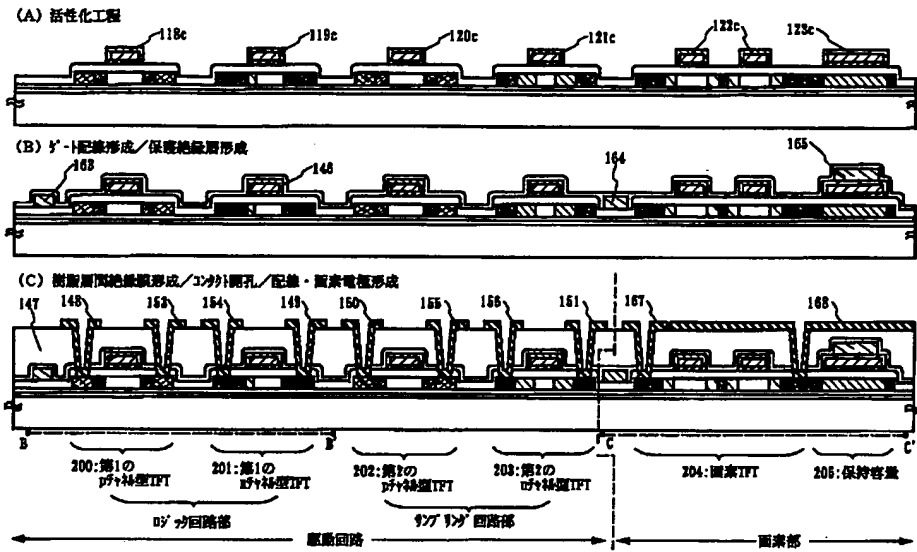 (A) 活性化工程
118c 119c 120c 121c 122c 123c
(B) ゲート配線形成/保護絶縁層形成
163 146 164 165
(C) 樹脂層間絶縁膜形成/コンタクト開孔/配線・画素電極形成
147 148 153 154 149 150 155 156 151 167 168
B B' C C'
200:第1の
pチャネル型TFT
201:第1の
nチャネル型TFT
202:第2の
pチャネル型TFT
203:第2の
nチャネル型TFT
204:画素TFT
205:保持容量
ロジック回路部
サンプリング回路部
駆動回路
画素部